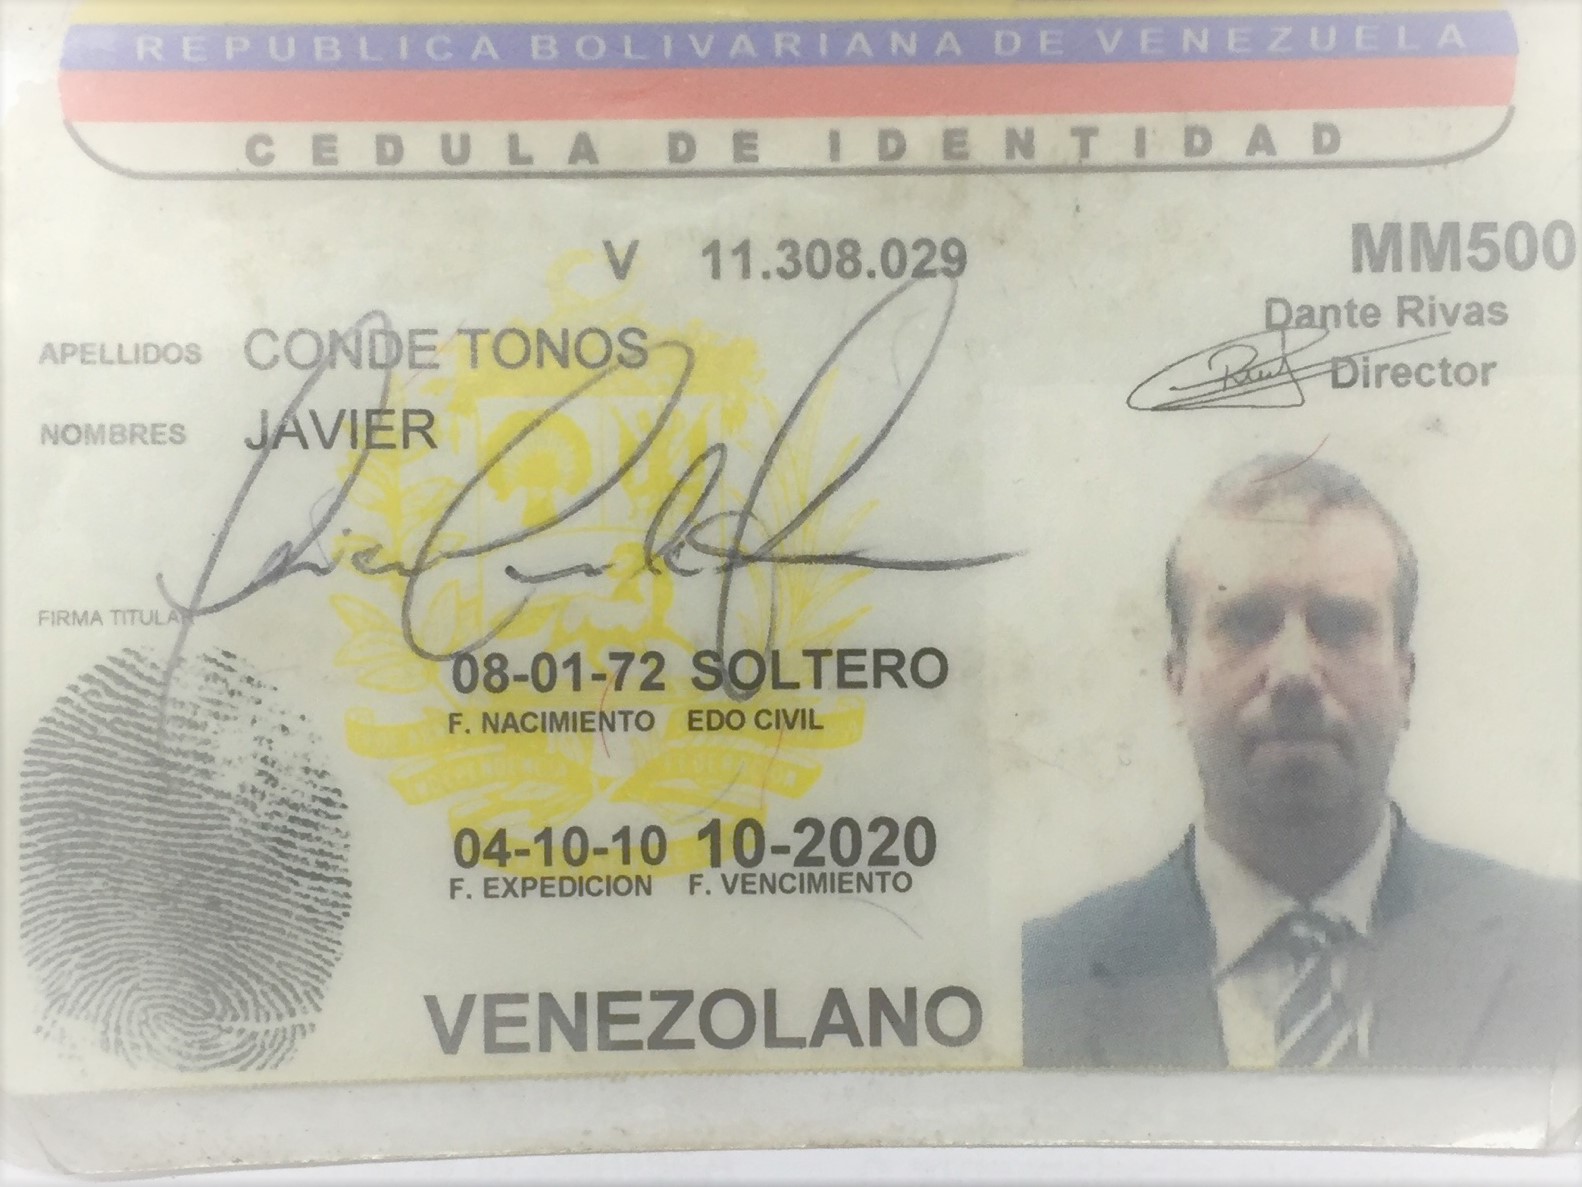 REPUBLICA BOLIVARIANA DE VENEZUELA
CEDULA DE IDENTIDAD
V 11.308.029
MM500
Dante Rivas
Director
APELLIDOS CONDE TONOS
NOMBRES JAVIER
FIRMA TITULAR
08-01-72 SOLTERO
F. NACIMIENTO EDO CIVIL
04-10-10 10-2020
F. EXPEDICION F. VENCIMIENTO
VENEZOLANO